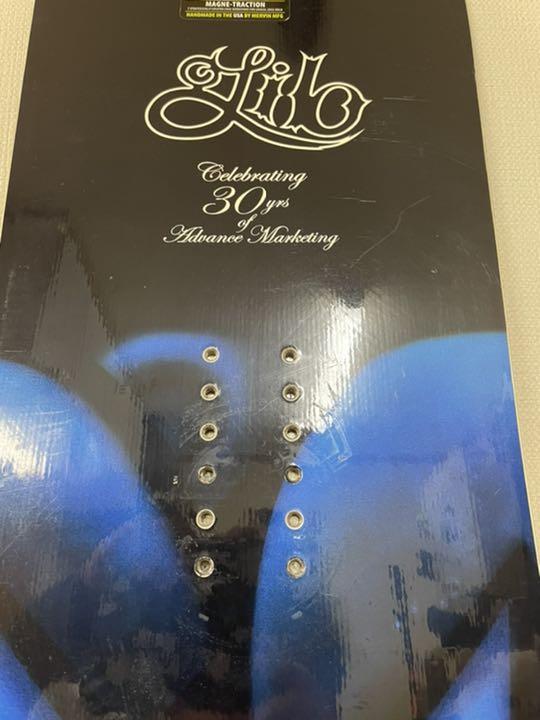 MAGNE-TRACTION
HANDMADE IN THE USA BY MERVIN MFG
Lib
Celebrating
30 yrs
of
Advance Marketing